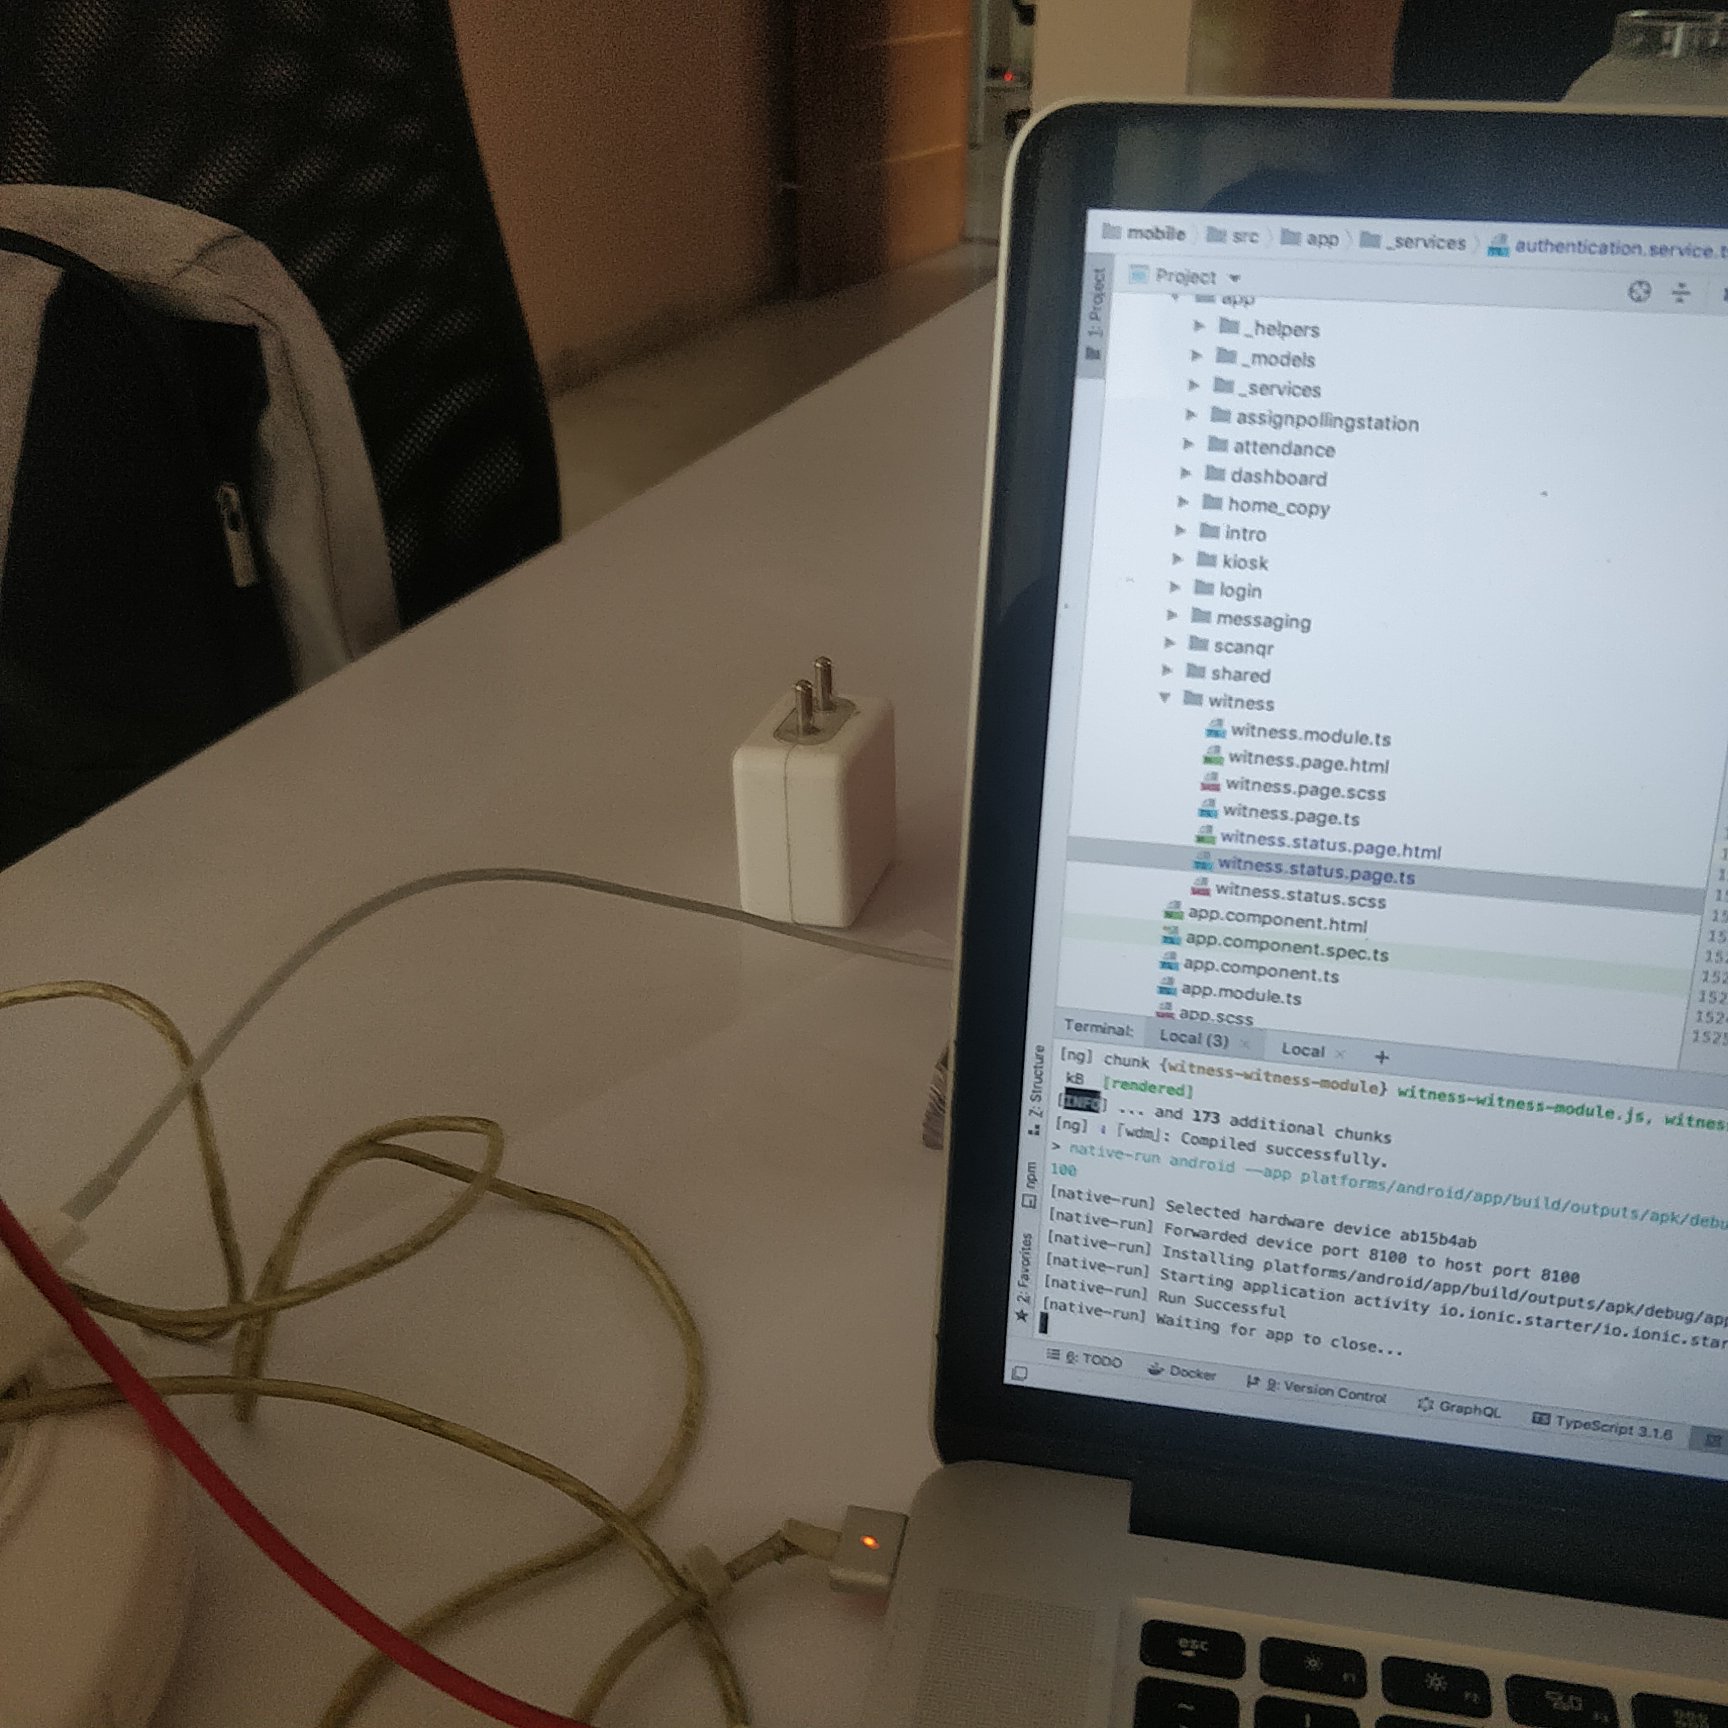 mobile src app _services authentication.service.t
1: Project
Project
app
_helpers
_models
_services
assignpollingstation
attendance
dashboard
home_copy
intro
kiosk
login
messaging
scanqr
shared
witness
witness.module.ts
witness.page.html
witness.page.scss
witness.page.ts
witness.status.page.html
witness.status.page.ts
witness.status.scss
app.component.html
app.component.spec.ts
app.component.ts
app.module.ts
app.scss
Terminal: Local (3) × Local × +
[ng] chunk {witness-witness-module} witness-witness-module.js, witness
kB [rendered]
[INFO] ... and 173 additional chunks
[ng] ℹ ｢wdm｣: Compiled successfully.
> native-run android --app platforms/android/app/build/outputs/apk/debu
100
[native-run] Selected hardware device ab15b4ab
[native-run] Forwarded device port 8100 to host port 8100
[native-run] Installing platforms/android/app/build/outputs/apk/debug/app
[native-run] Starting application activity io.ionic.starter/io.ionic.star
[native-run] Run Successful
[native-run] Waiting for app to close...
Z: Structure
npm
2: Favorites
6: TODO Docker 9: Version Control GraphQL TypeScript 3.1.6
esc
F1
F2
F3